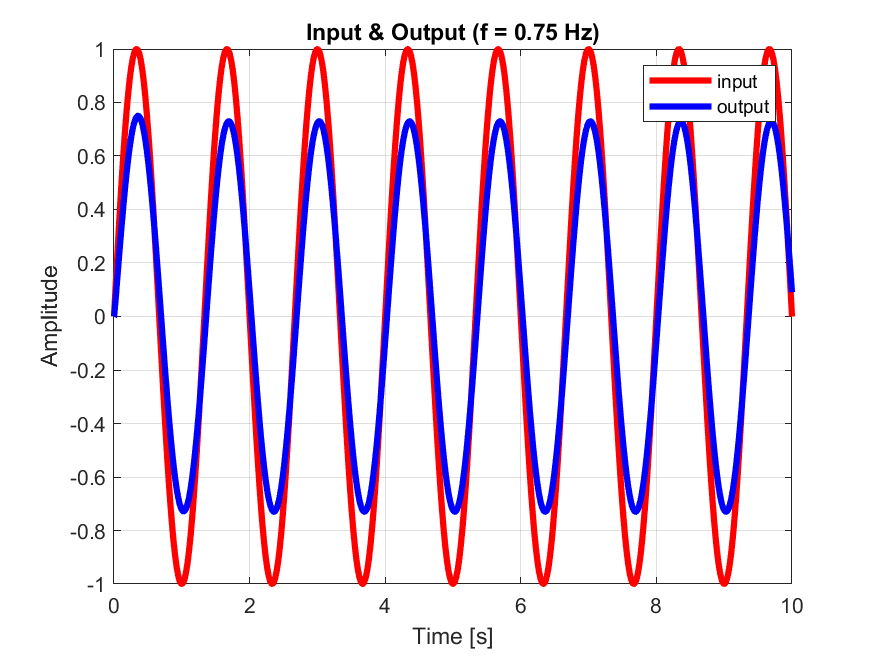 Input & Output (f = 0.75 Hz)
input
output
Amplitude
1
0.8
0.6
0.4
0.2
0
-0.2
-0.4
-0.6
-0.8
-1
0 2 4 6 8 10
Time [s]